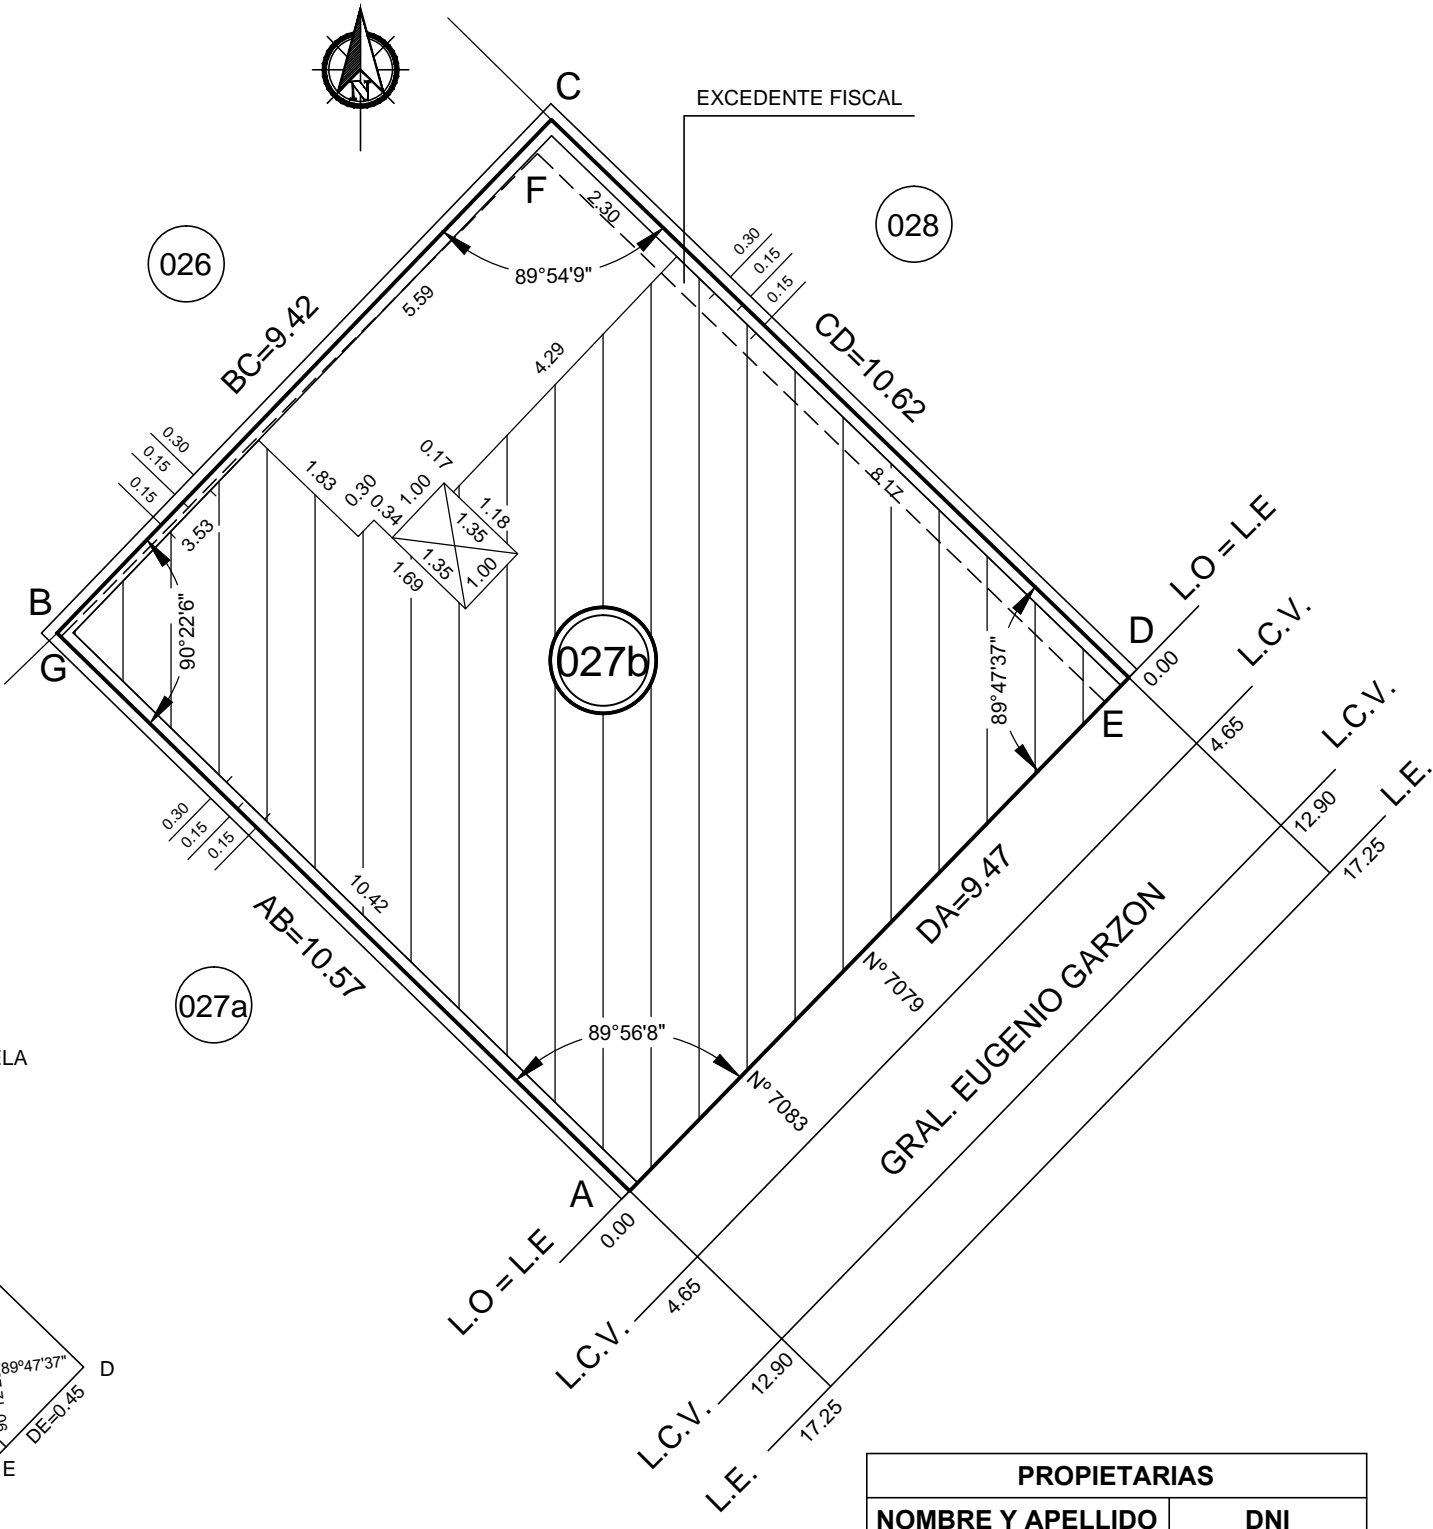 N
C
EXCEDENTE FISCAL
F
2.30
026
028
89°54'9"
0.30
0.15
0.15
5.59
BC=9.42
CD=10.62
4.29
0.30
0.15
0.15
3.53
1.83
0.30
0.34
1.00
0.17
1.18
1.35
1.35
1.00
1.69
8.17
L.O = L.E
B
G
90°22'6"
027b
89°47'37"
D
0.00
E
L.C.V.
4.65
L.C.V.
12.90
L.E.
17.25
0.30
0.15
0.15
10.42
AB=10.57
DA=9.47
GRAL. EUGENIO GARZON
Nº 7079
Nº 7083
027a
89°56'8"
ELA
A
0.00
L.O = L.E
4.65
L.C.V.
12.90
L.C.V.
17.25
L.E.
89º47'37"
D
DE=0.45
E
PROPIETARIAS
NOMBRE Y APELLIDO DNI